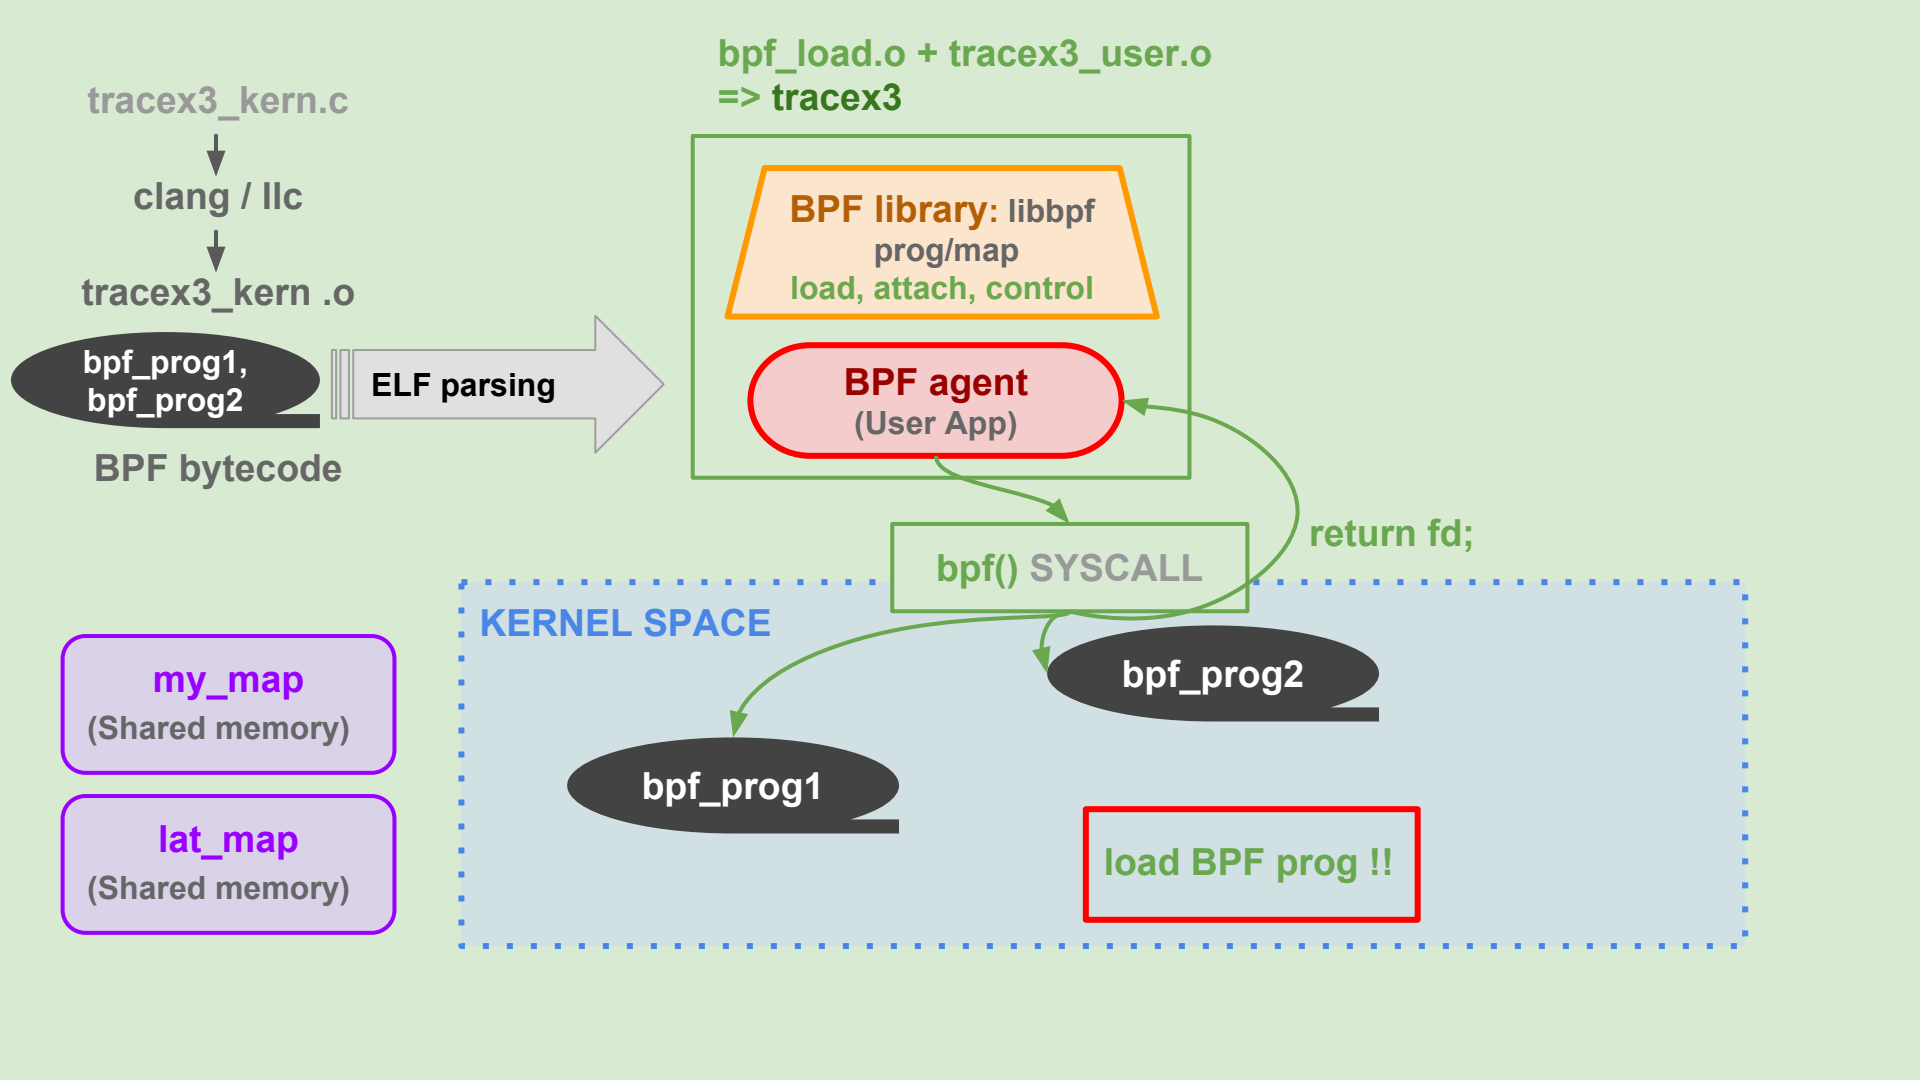 tracex3_kern.c
clang / llc
tracex3_kern .o
bpf_prog1,
bpf_prog2
BPF bytecode
ELF parsing
bpf_load.o + tracex3_user.o
=> tracex3
BPF library: libbpf
prog/map
load, attach, control
BPF agent
(User App)
bpf() SYSCALL
return fd;
KERNEL SPACE
bpf_prog2
bpf_prog1
load BPF prog !!
my_map
(Shared memory)
lat_map
(Shared memory)